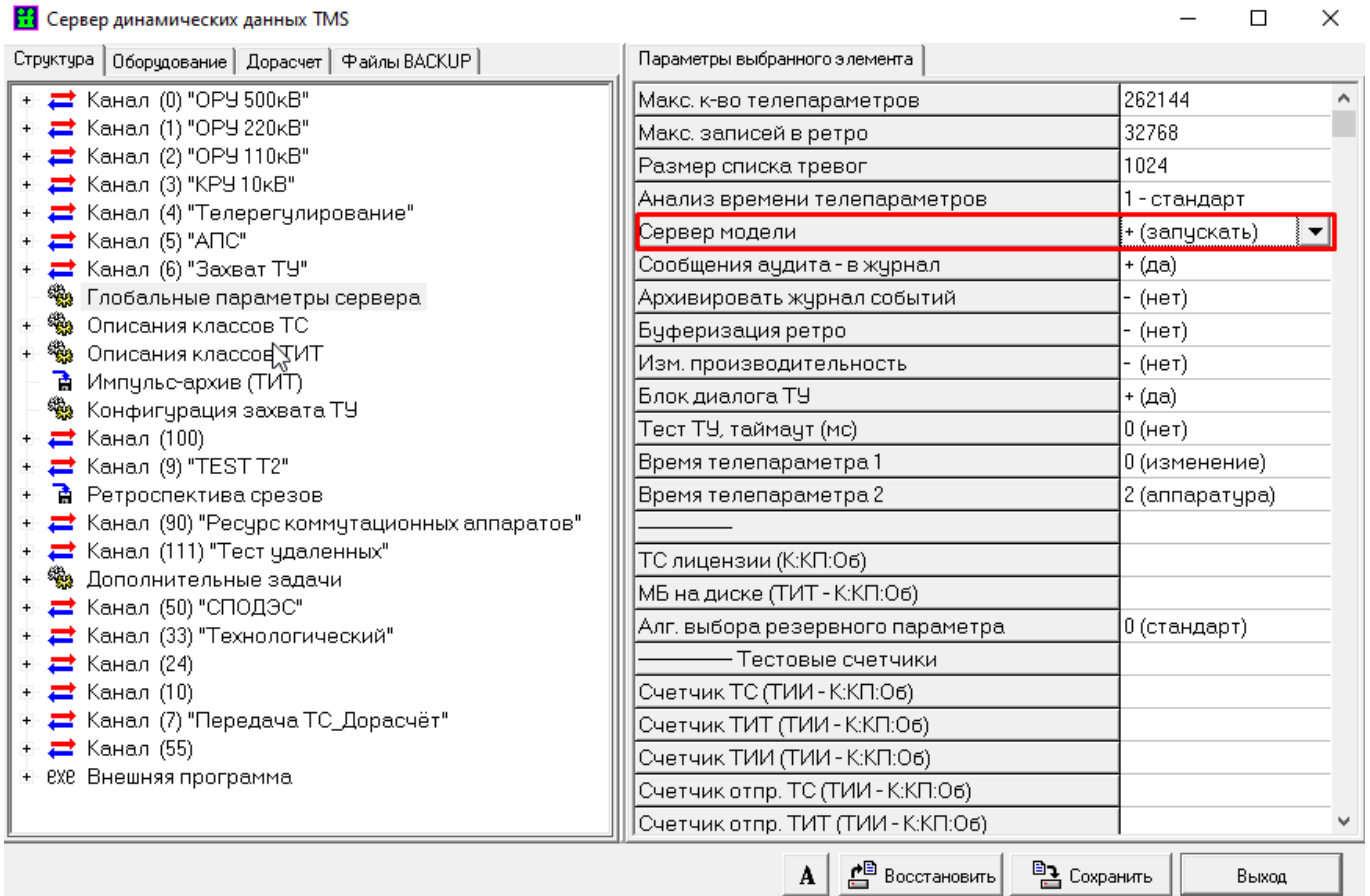 Сервер динамических данных TMS
Структура
Оборудование
Дорасчет
Файлы BACKUP
Канал (0) "ОРУ 500кВ"
Канал (1) "ОРУ 220кВ"
Канал (2) "ОРУ 110кВ"
Канал (3) "КРУ 10кВ"
Канал (4) "Телерегулирование"
Канал (5) "АПС"
Канал (6) "Захват ТУ"
Глобальные параметры сервера
Описания классов ТС
Описания классов ТИТ
Импульс-архив (ТИТ)
Конфигурация захвата ТУ
Канал (100)
Канал (9) "TEST T2"
Ретроспектива срезов
Канал (90) "Ресурс коммутационных аппаратов"
Канал (111) "Тест удаленных"
Дополнительные задачи
Канал (50) "СПОДЭС"
Канал (33) "Технологический"
Канал (24)
Канал (10)
Канал (7) "Передача ТС_Дорасчёт"
Канал (55)
exe Внешняя программа
Параметры выбранного элемента
Макс. к-во телепараметров 262144
Макс. записей в ретро 32768
Размер списка тревог 1024
Анализ времени телепараметров 1 - стандарт
Сервер модели + (запускать)
Сообщения аудита - в журнал + (да)
Архивировать журнал событий - (нет)
Буферизация ретро - (нет)
Изм. производительность - (нет)
Блок диалога ТУ + (да)
Тест ТУ, таймаут (мс) 0 (нет)
Время телепараметра 1 0 (изменение)
Время телепараметра 2 2 (аппаратура)
ТС лицензии (К:КП:Об)
МБ на диске (ТИТ - К:КП:Об)
Алг. выбора резервного параметра 0 (стандарт)
Тестовые счетчики
Счетчик ТС (ТИИ - К:КП:Об)
Счетчик ТИТ (ТИИ - К:КП:Об)
Счетчик ТИИ (ТИИ - К:КП:Об)
Счетчик отпр. ТС (ТИИ - К:КП:Об)
Счетчик отпр. ТИТ (ТИИ - К:КП:Об)
A
Восстановить
Сохранить
Выход